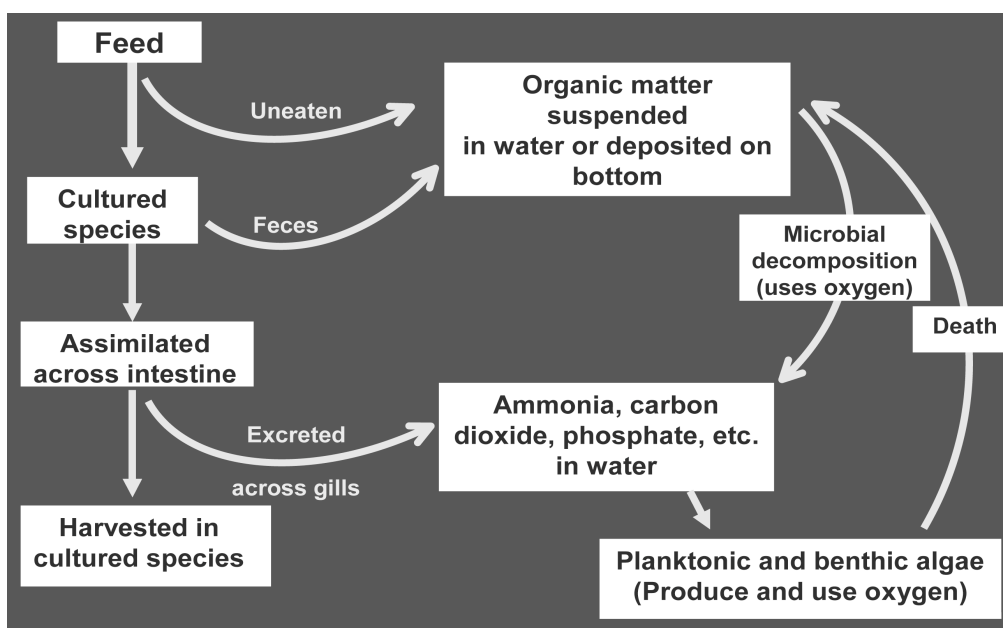 Feed
Uneaten
Organic matter
suspended
in water or deposited on
bottom
Cultured
species
Feces
Microbial
decomposition
(uses oxygen)
Death
Assimilated
across intestine
Excreted
across gills
Ammonia, carbon
dioxide, phosphate, etc.
in water
Harvested in
cultured species
Planktonic and benthic algae
(Produce and use oxygen)